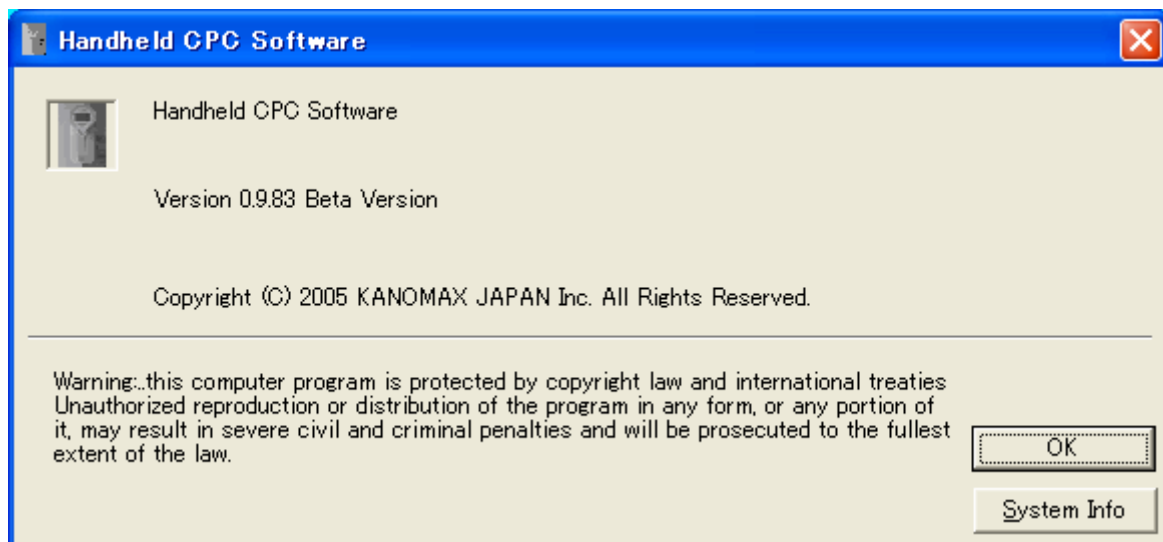 Handheld CPC Software
Handheld CPC Software
Version 0.9.83 Beta Version
Copyright (C) 2005 KANOMAX JAPAN Inc. All Rights Reserved.
Warning:..this computer program is protected by copyright law and international treaties
Unauthorized reproduction or distribution of the program in any form, or any portion of
it, may result in severe civil and criminal penalties and will be prosecuted to the fullest
extent of the law.
OK
System Info